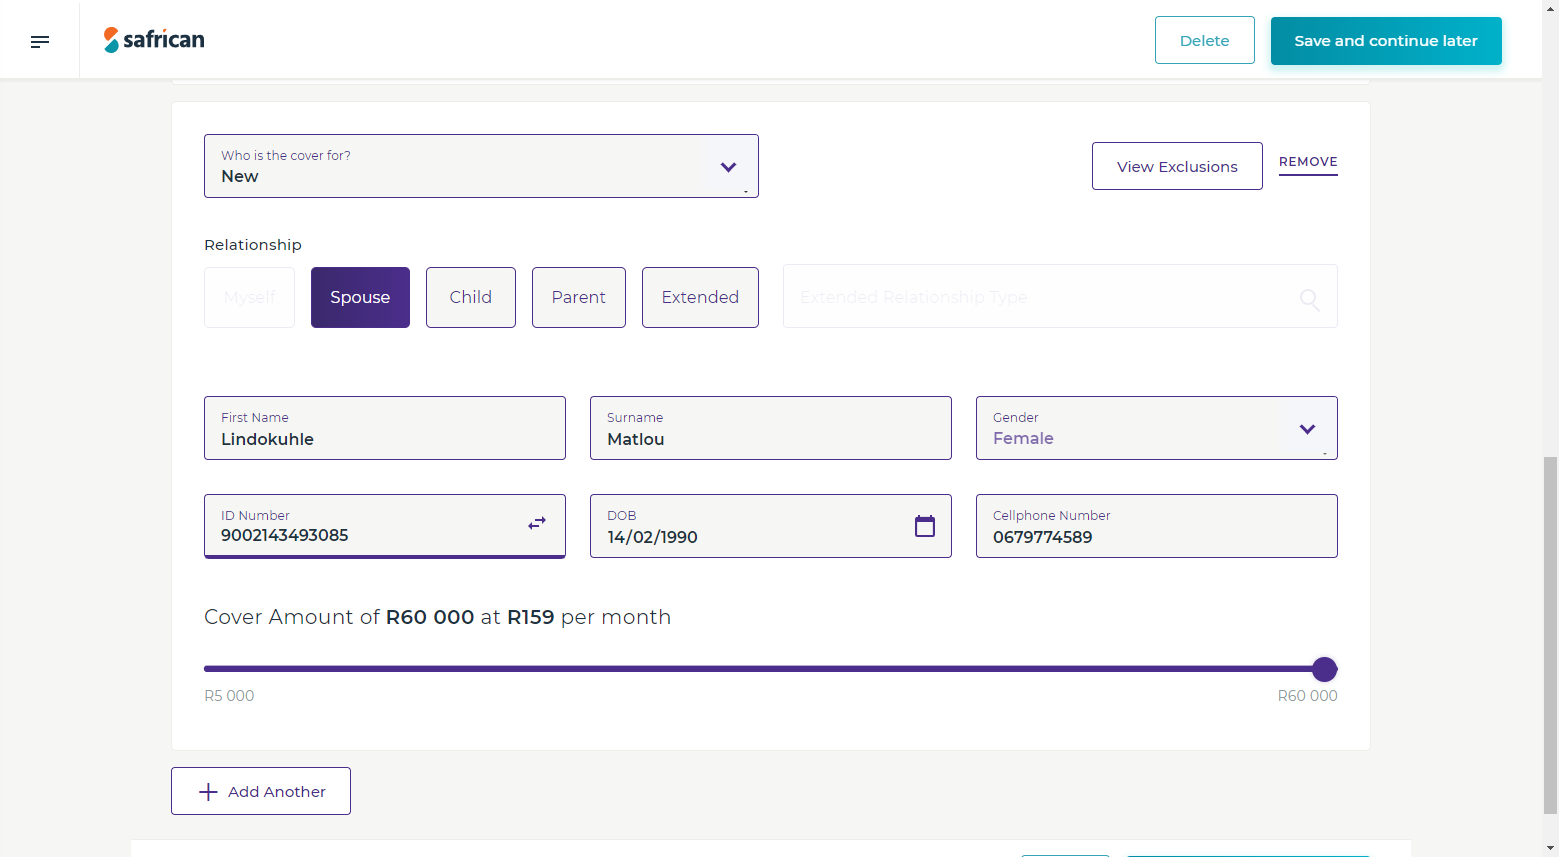 safrican
Delete
Save and continue later
Who is the cover for?
New
View Exclusions
REMOVE
Relationship
Myself
Spouse
Child
Parent
Extended
Extended Relationship Type
First Name
Lindokuhle
Surname
Matlou
Gender
Female
ID Number
9002143493085
DOB
14/02/1990
Cellphone Number
0679774589
Cover Amount of R60 000 at R159 per month
R5 000
R60 000
Add Another